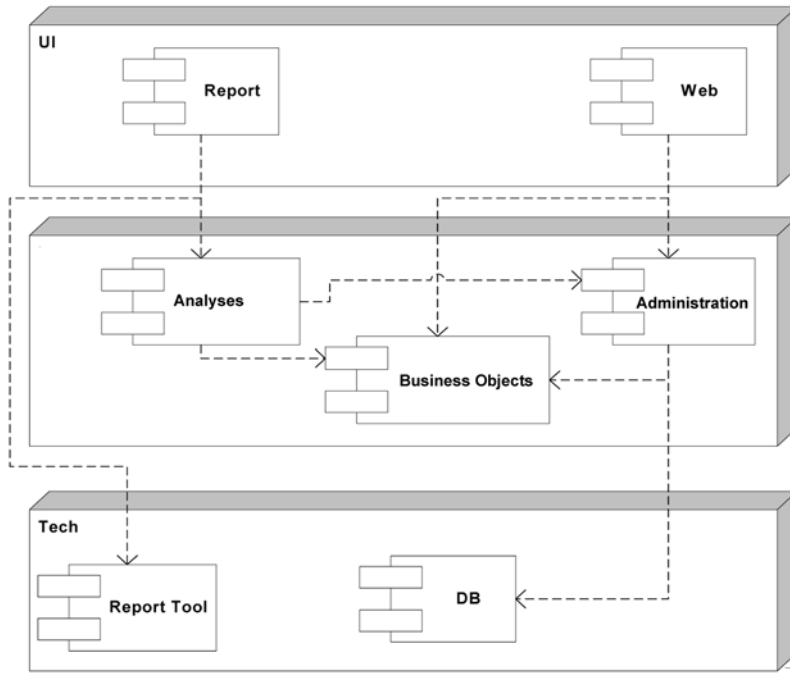 UI
Report
Web
Analyses
Administration
Business Objects
Tech
Report Tool
DB